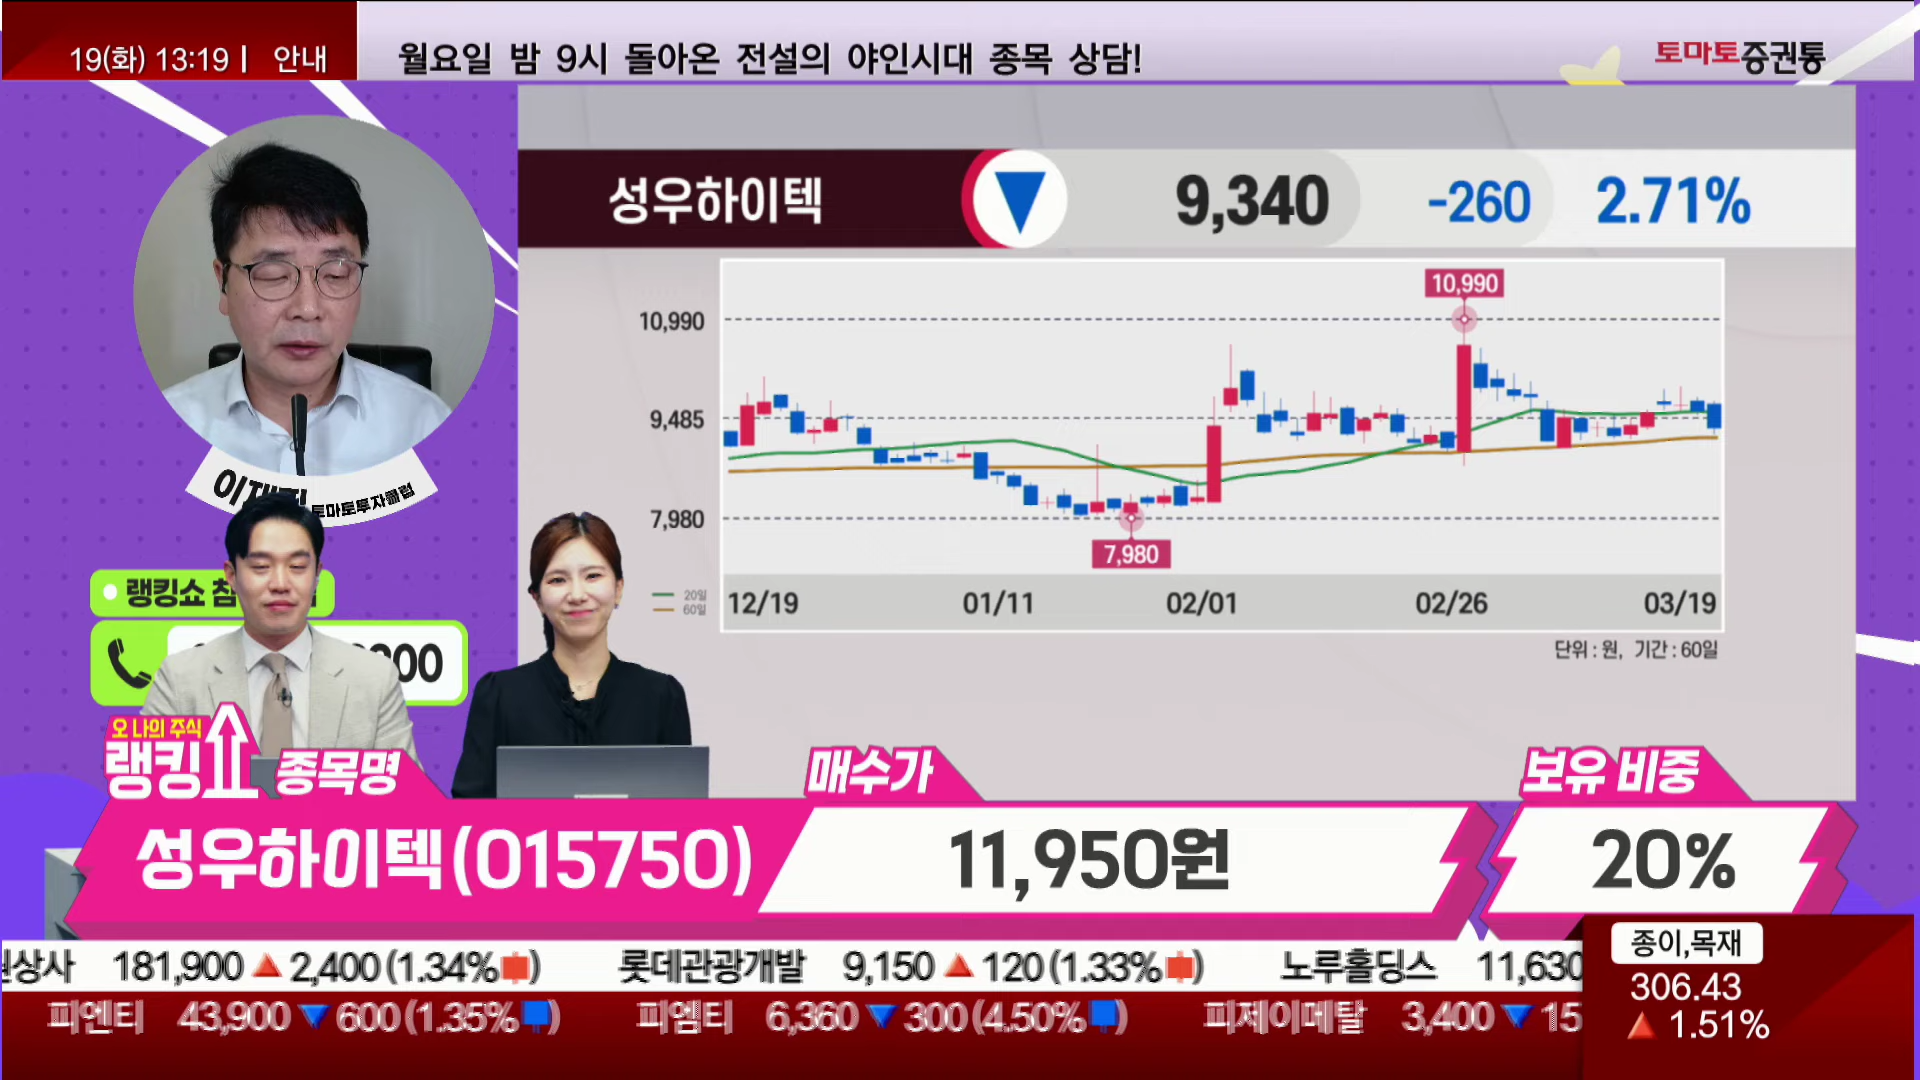 19(화) 13:19 | 안내
월요일 밤 9시 돌아온 전설의 야인시대 종목 상담!
토마토증권통
성우하이텍 ▼ 9,340 -260 2.71%
10,990
10,990
9,485
7,980
7,980
20일
60일
12/19 01/11 02/01 02/26 03/19
단위 : 원, 기간 : 60일
토마토투자클럽
랭킹쇼
오 나의 주식
랭킹쇼
종목명 매수가 보유 비중
성우하이텍(015750) 11,950원 20%
181,900 ▲ 2,400 (1.34%) 롯데관광개발 9,150 ▲ 120 (1.33%) 노루홀딩스 11,630
피엔티 43,900 ▼ 600 (1.35%) 피엠티 6,360 ▼ 300 (4.50%) 피제이메탈 3,400 ▼ 15
종이,목재
306.43
▲ 1.51%